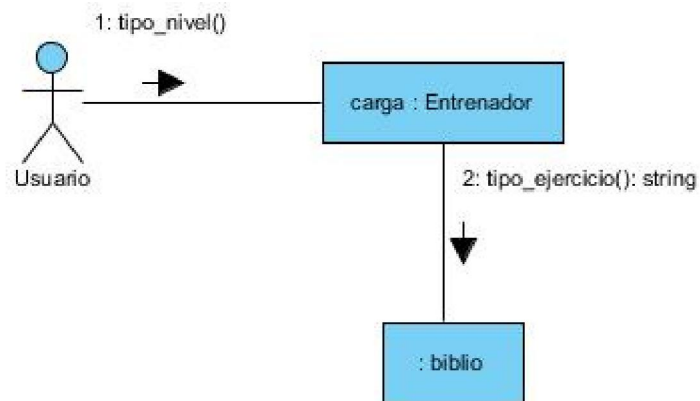 1: tipo_nivel()
carga : Entrenador
Usuario
2: tipo_ejercicio(): string
: biblio